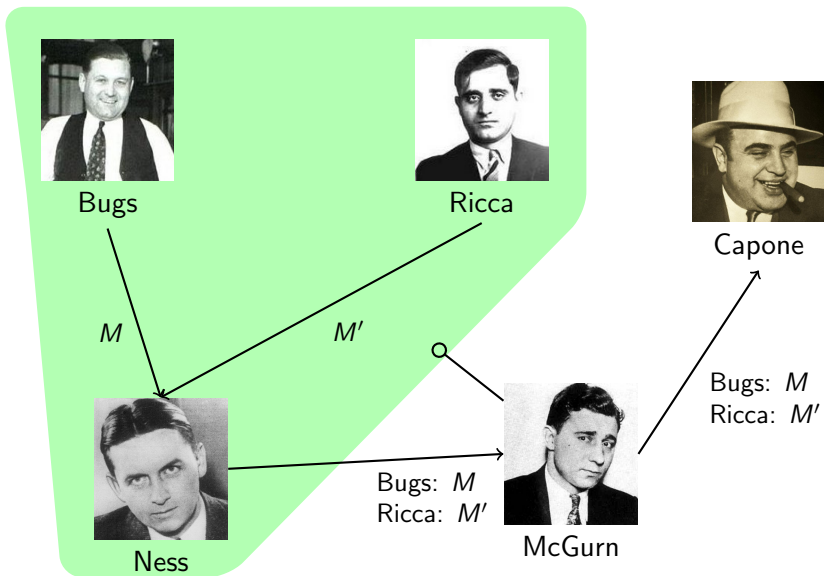 Bugs
Ricca
Capone
M
M′
Bugs: M
Ricca: M′
Bugs: M
Ricca: M′
McGurn
Ness